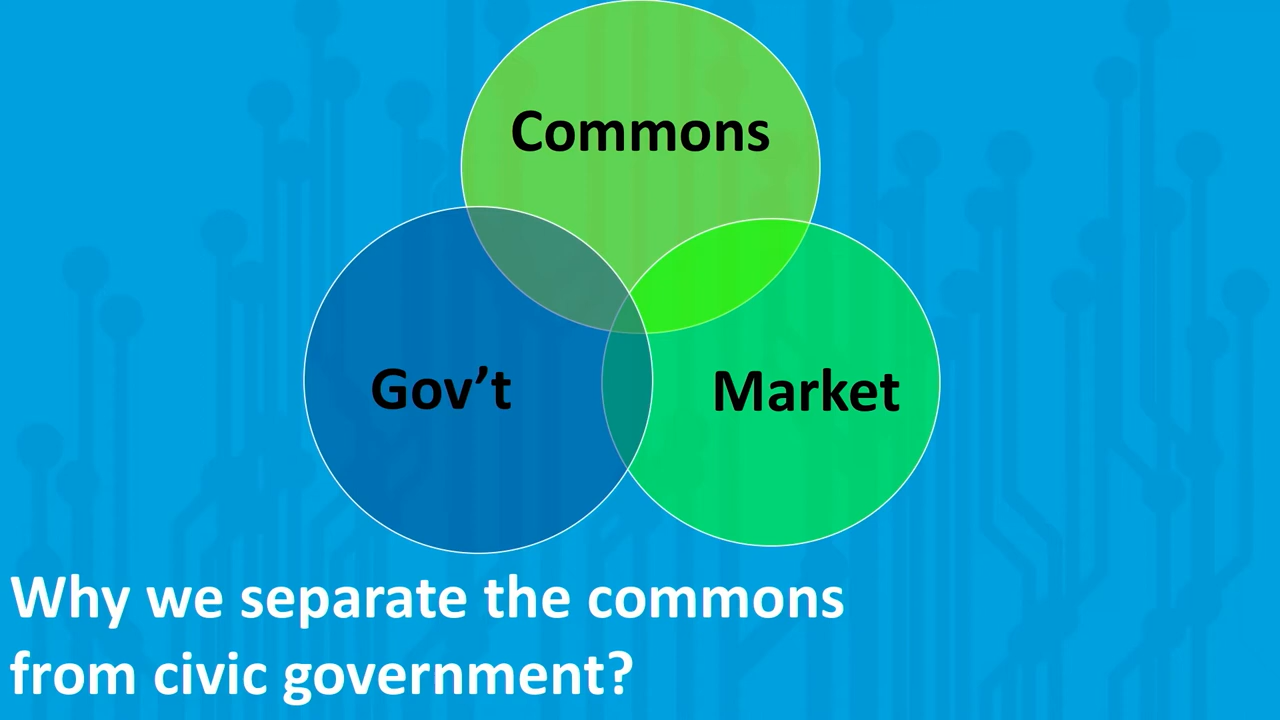 Commons
Gov’t
Market
Why we separate the commons
from civic government?